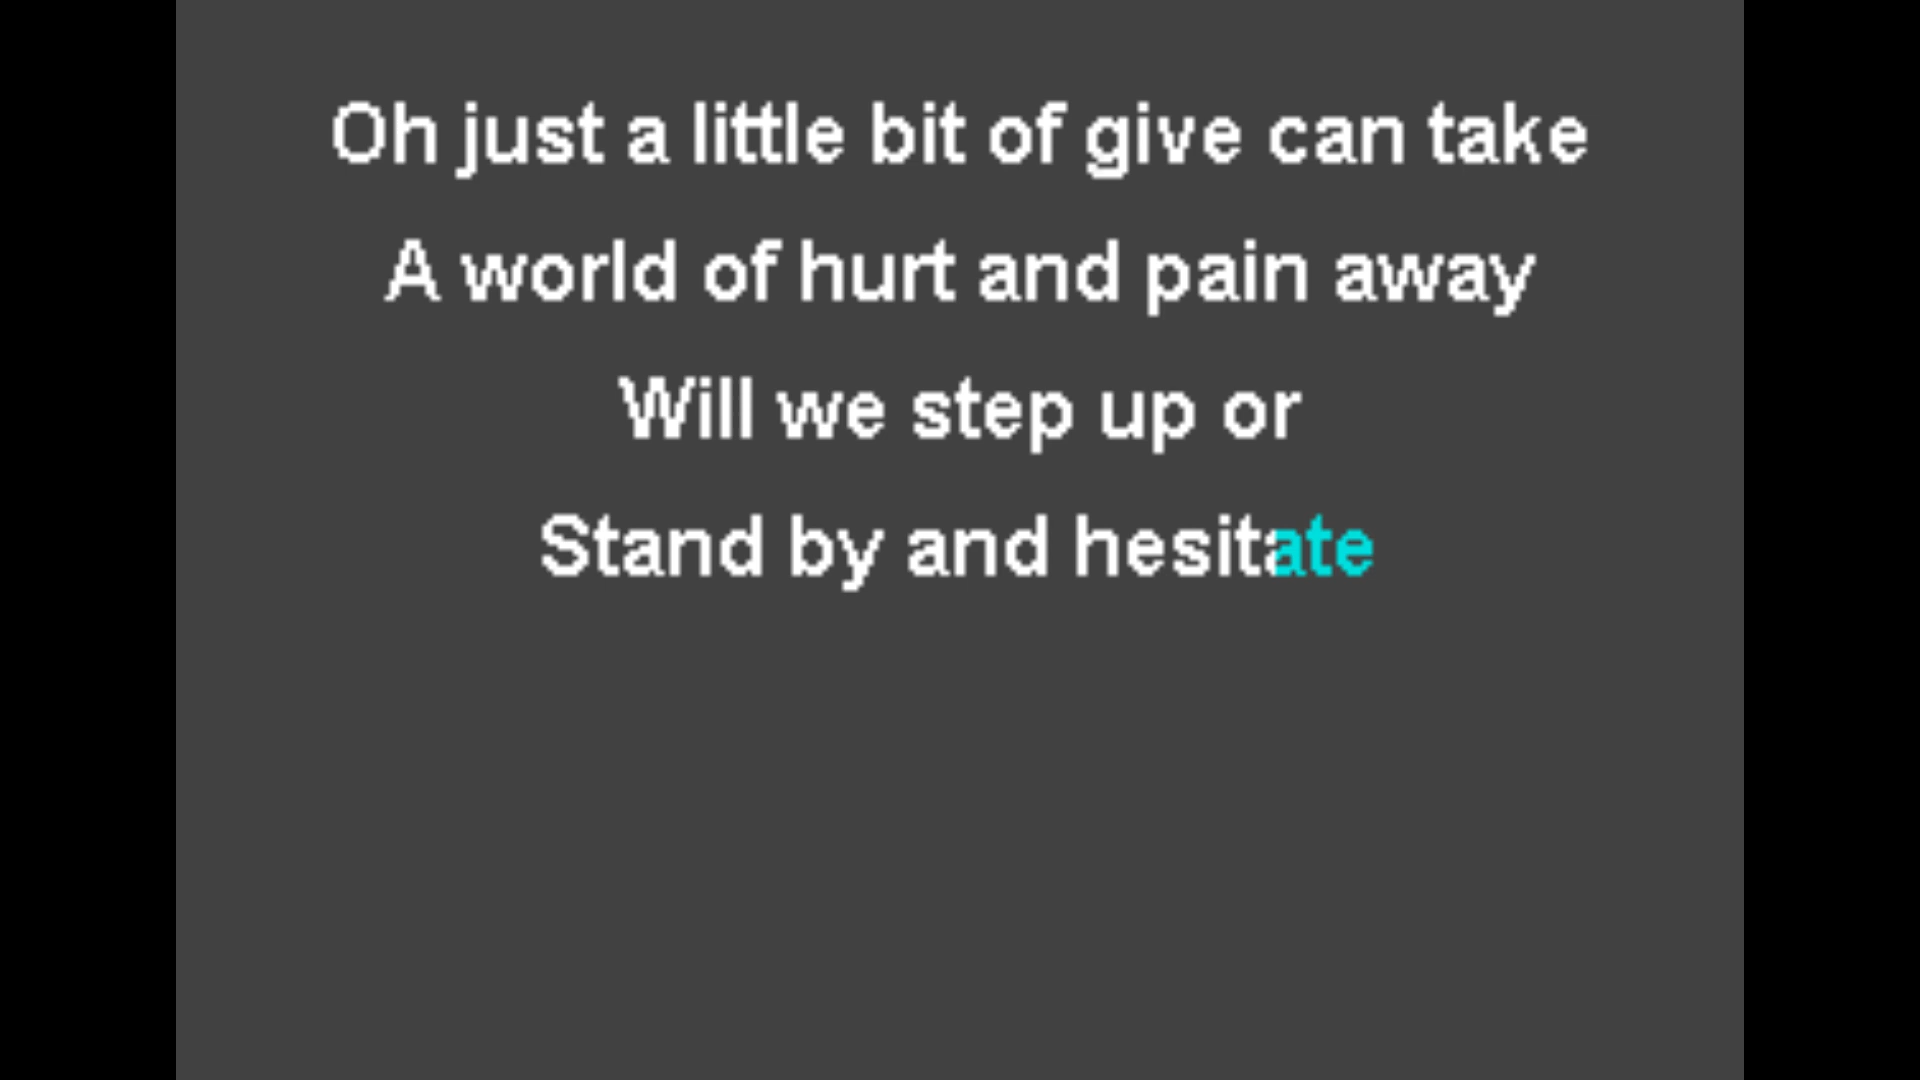 Oh just a little bit of give can take
A world of hurt and pain away
Will we step up or
Stand by and hesitate